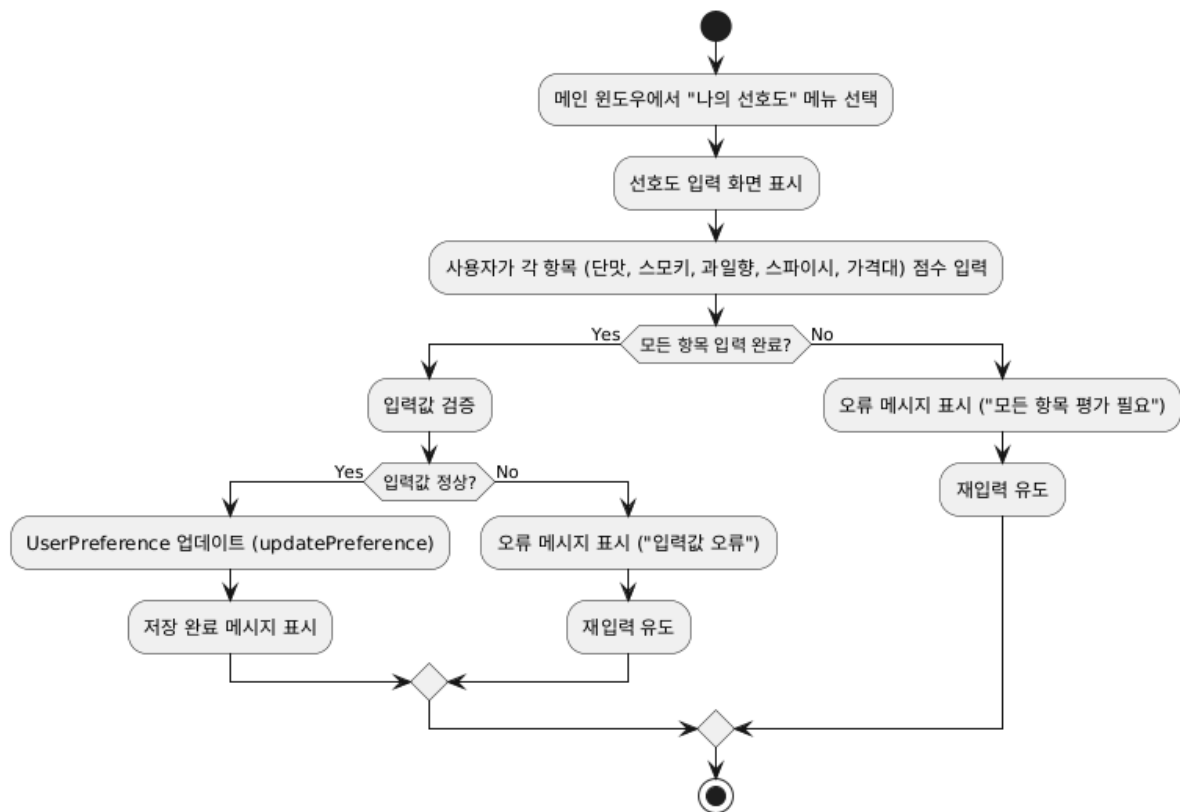 메인 윈도우에서 "나의 선호도" 메뉴 선택
선호도 입력 화면 표시
사용자가 각 항목 (단맛, 스모키, 과일향, 스파이시, 가격대) 점수 입력
Yes
모든 항목 입력 완료?
No
입력값 검증
오류 메시지 표시 ("모든 항목 평가 필요")
Yes
입력값 정상?
No
재입력 유도
UserPreference 업데이트 (updatePreference)
오류 메시지 표시 ("입력값 오류")
저장 완료 메시지 표시
재입력 유도